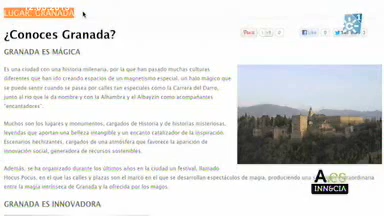 LUGAR: GRANADA
¿Conoces Granada?
Pin it
Like
GRANADA ES MÁGICA
Es una ciudad con una historia milenaria, por la que han pasado muchas culturas
diferentes que han ido creando espacios de un magnetismo especial, un halo mágico que
se puede sentir cuando se pasea por calles tan especiales como la Carrera del Darro,
junto al río que le da nombre y con la Alhambra y el Albayzín como acompañantes
"encantadores".
Muchos son los lugares y monumentos, cargados de Historia y de historias misteriosas,
leyendas que aportan una belleza intangible y un encanto catalizador de la inspiración.
Escenarios hechizantes, cargados de una atmósfera que favorece la aparición de
innovación social, generadora de recursos sostenibles.
Además, se ha organizado durante los últimos años en la ciudad un festival, llamado
Hocus Pocus, en el que las calles y plazas son el marco en el que se desarrollan espectáculos de magia, produciendo una
entre la magia intrínseca de Granada y la ofrecida por los magos.
A.es
INN&CIA
GRANADA ES INNOVADORA